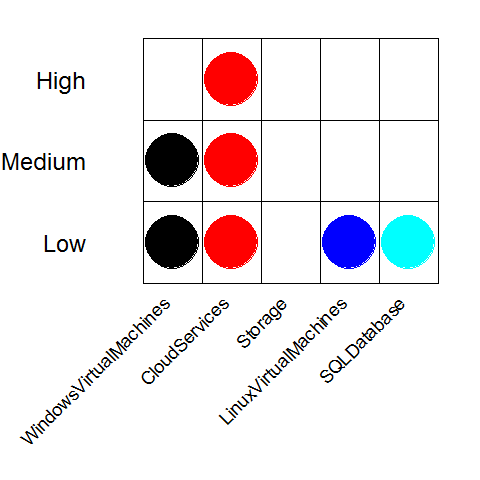 High
Medium
Low
WindowsVirtualMachines
CloudServices
Storage
LinuxVirtualMachines
SQLDatabase